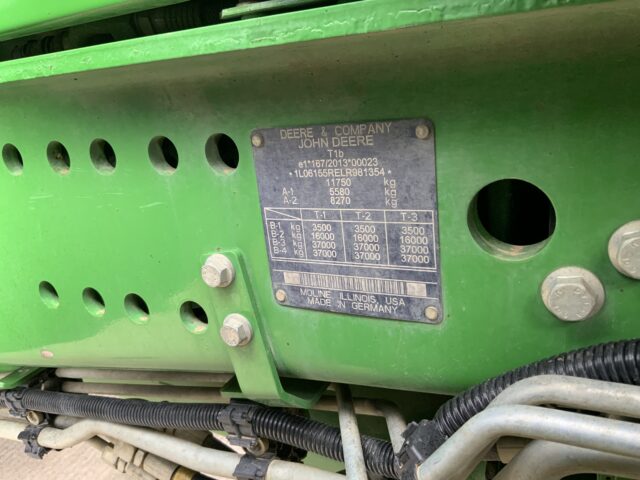 DEERE & COMPANY
JOHN DEERE
T1b
e1*167/2013*00023
*1L06155RELR981354*
11750 kg
A-1 5580 kg
A-2 8270 kg
T-1 T-2 T-3
B-1 kg 3500 3500 3500
B-2 kg 16000 16000 16000
B-3 kg 37000 37000 37000
B-4 kg 37000 37000 37000
MOLINE, ILLINOIS, USA
MADE IN GERMANY